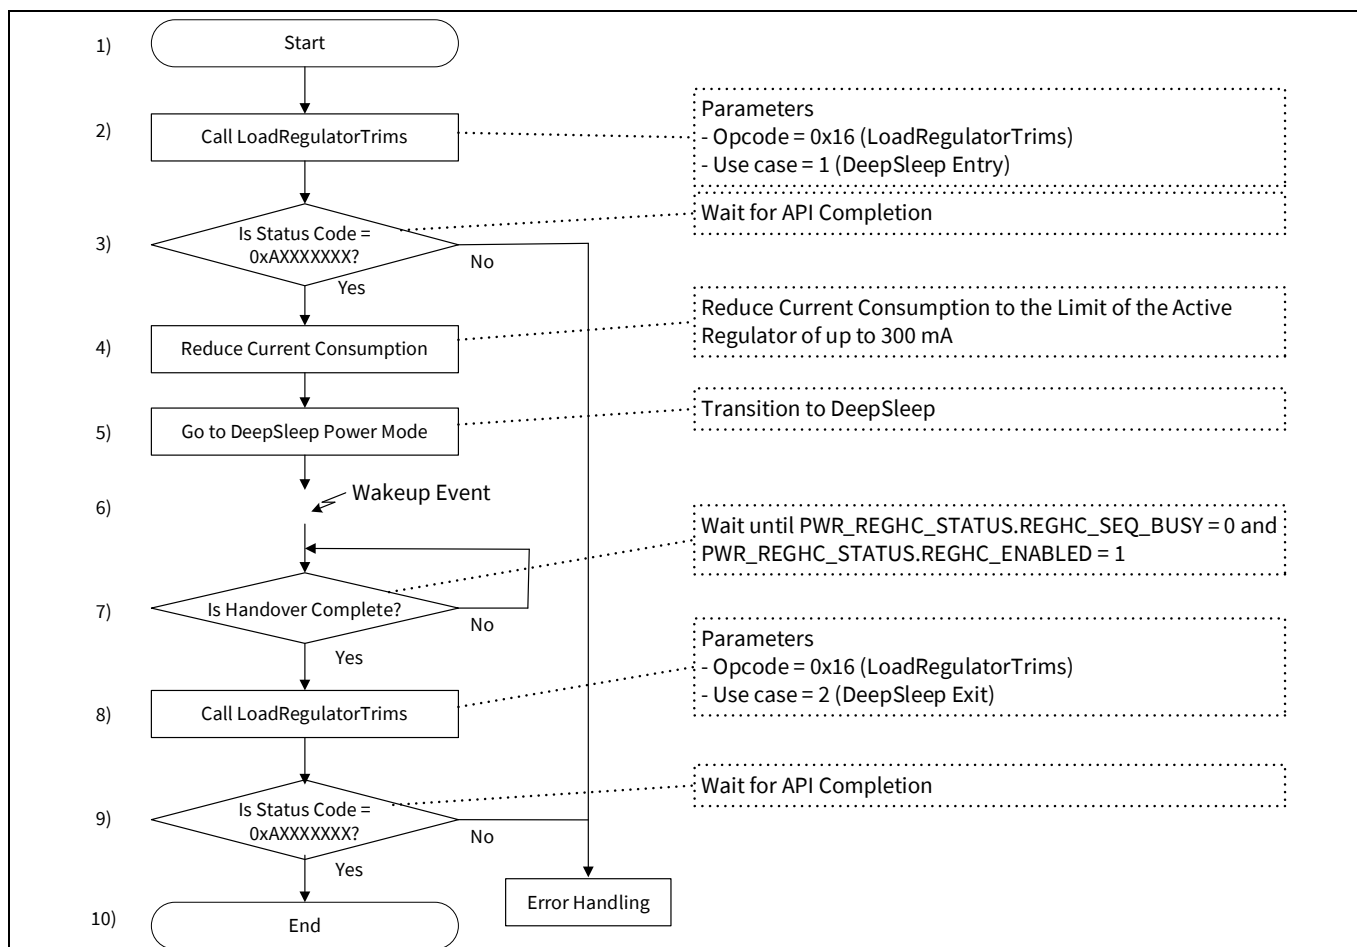 1)
Start
2)
Call LoadRegulatorTrims
Parameters
- Opcode = 0x16 (LoadRegulatorTrims)
- Use case = 1 (DeepSleep Entry)
3)
Is Status Code =
0xAXXXXXXX?
No
Yes
Wait for API Completion
4)
Reduce Current Consumption
Reduce Current Consumption to the Limit of the Active
Regulator of up to 300 mA
5)
Go to DeepSleep Power Mode
Transition to DeepSleep
6)
Wakeup Event
7)
Is Handover Complete?
No
Yes
Wait until PWR_REGHC_STATUS.REGHC_SEQ_BUSY = 0 and
PWR_REGHC_STATUS.REGHC_ENABLED = 1
8)
Call LoadRegulatorTrims
Parameters
- Opcode = 0x16 (LoadRegulatorTrims)
- Use case = 2 (DeepSleep Exit)
9)
Is Status Code =
0xAXXXXXXX?
No
Yes
Wait for API Completion
Error Handling
10)
End